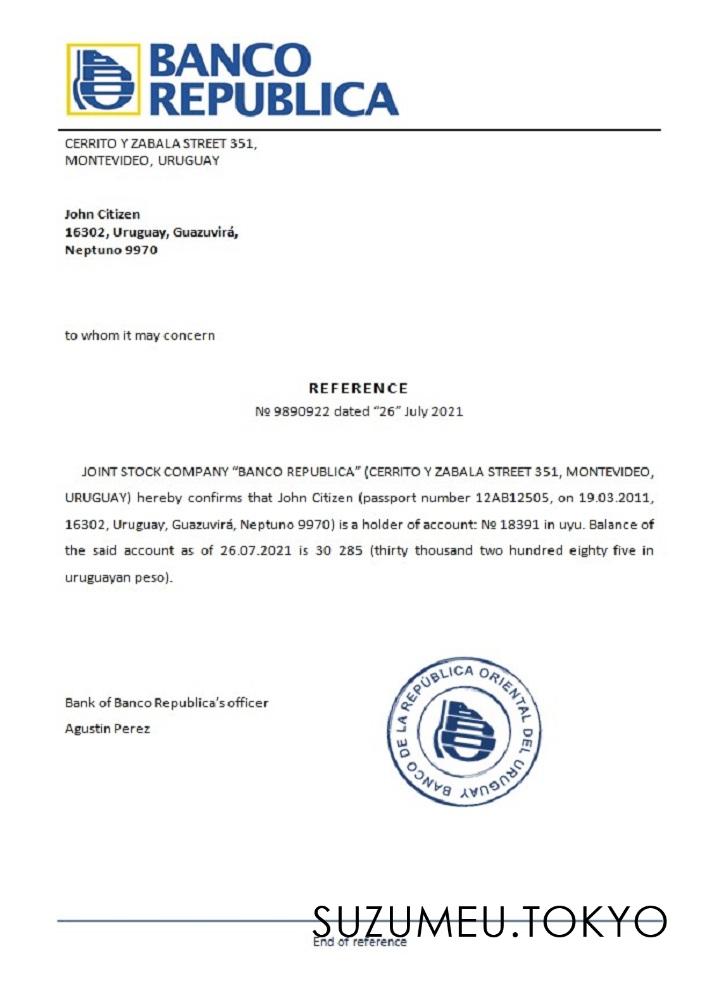 BANCO
REPUBLICA
CERRITO Y ZABALA STREET 351,
MONTEVIDEO, URUGUAY
John Citizen
16302, Uruguay, Guazuvirá,
Neptuno 9970
to whom it may concern
REFERENCE
№ 9890922 dated “26” July 2021
JOINT STOCK COMPANY “BANCO REPUBLICA” (CERRITO Y ZABALA STREET 351, MONTEVIDEO,
URUGUAY) hereby confirms that John Citizen (passport number 12AB12505, on 19.03.2011,
16302, Uruguay, Guazuvirá, Neptuno 9970) is a holder of account: № 18391 in uyu. Balance of
the said account as of 26.07.2021 is 30 285 (thirty thousand two hundred eighty five in
uruguayan peso).
Bank of Banco Republica’s officer
Agustin Perez
BANCO DE LA REPÚBLICA ORIENTAL DEL URUGUAY
SUZUMEU.TOKYO
End of reference